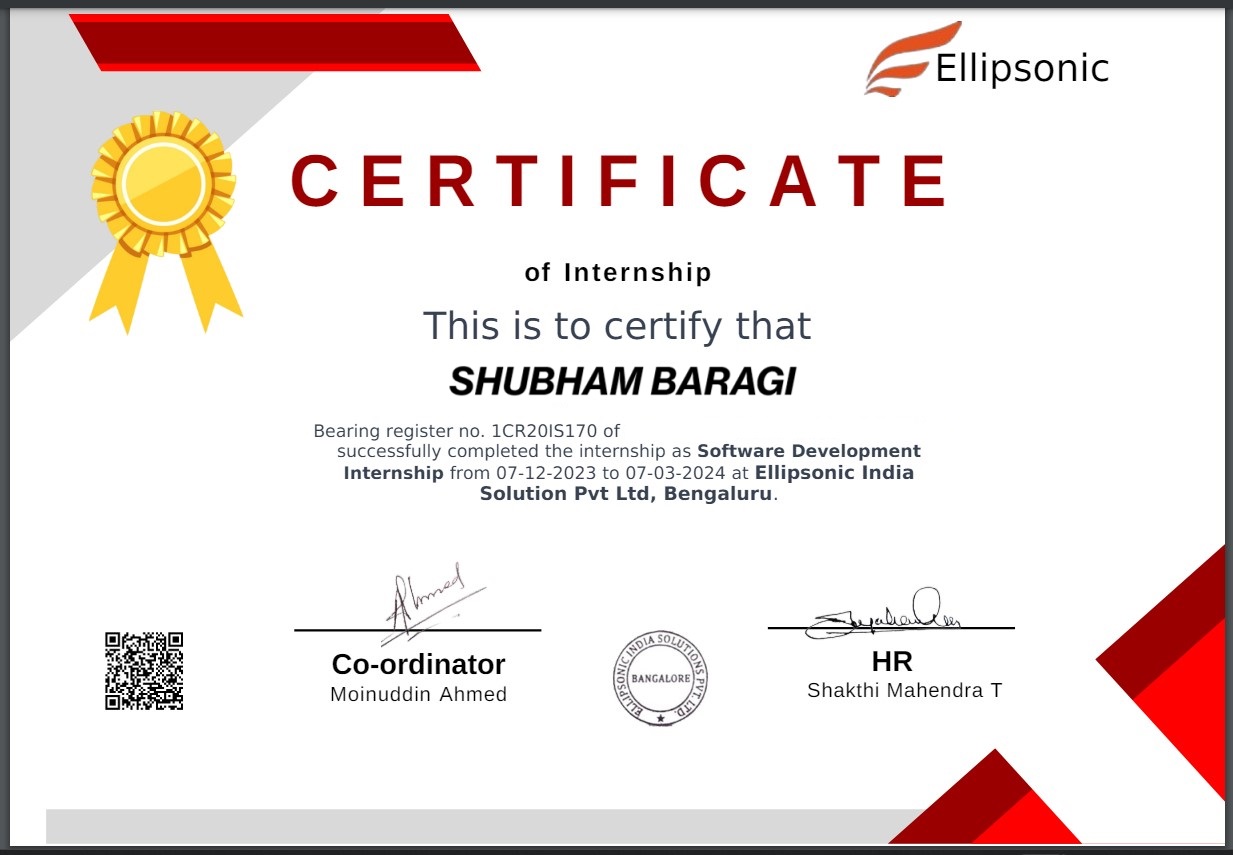 Ellipsonic
CERTIFICATE
of Internship
This is to certify that
SHUBHAM BARAGI
Bearing register no. 1CR20IS170 of
successfully completed the internship as Software Development
Internship from 07-12-2023 to 07-03-2024 at Ellipsonic India
Solution Pvt Ltd, Bengaluru.
Ahmed
Co-ordinator
Moinuddin Ahmed
ELLIPSONIC INDIA SOLUTIONS PVT. LTD.
BANGALORE
HR
Shakthi Mahendra T